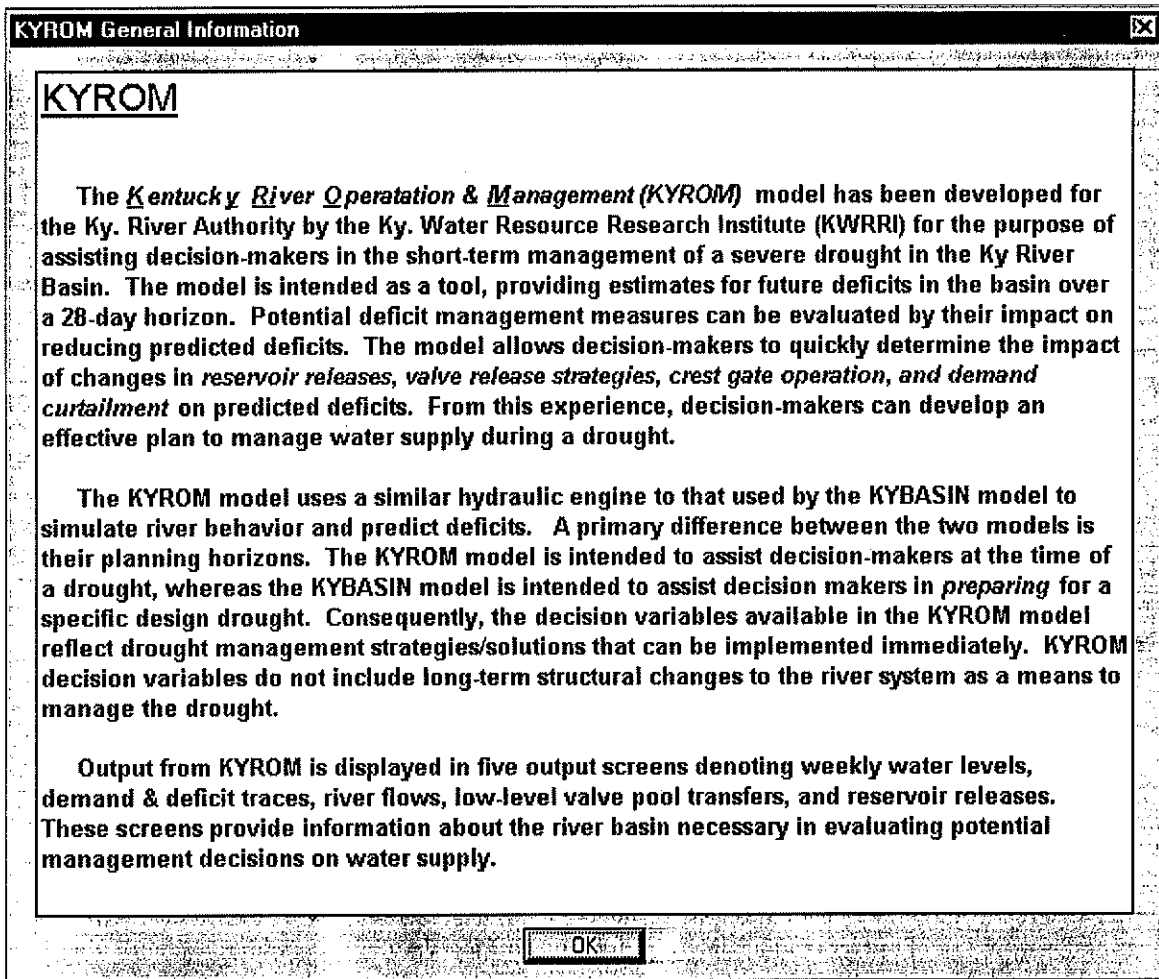 KYROM General Information
KYROM
The Kentucky River Operatation & Management (KYROM) model has been developed for
the Ky. River Authority by the Ky. Water Resource Research Institute (KWRRI) for the purpose of
assisting decision-makers in the short-term management of a severe drought in the Ky River
Basin. The model is intended as a tool, providing estimates for future deficits in the basin over
a 28-day horizon. Potential deficit management measures can be evaluated by their impact on
reducing predicted deficits. The model allows decision-makers to quickly determine the impact
of changes in reservoir releases, valve release strategies, crest gate operation, and demand
curtailment on predicted deficits. From this experience, decision-makers can develop an
effective plan to manage water supply during a drought.
The KYROM model uses a similar hydraulic engine to that used by the KYBASIN model to
simulate river behavior and predict deficits. A primary difference between the two models is
their planning horizons. The KYROM model is intended to assist decision-makers at the time of
a drought, whereas the KYBASIN model is intended to assist decision makers in preparing for a
specific design drought. Consequently, the decision variables available in the KYROM model
reflect drought management strategies/solutions that can be implemented immediately. KYROM
decision variables do not include long-term structural changes to the river system as a means to
manage the drought.
Output from KYROM is displayed in five output screens denoting weekly water levels,
demand & deficit traces, river flows, low-level valve pool transfers, and reservoir releases.
These screens provide information about the river basin necessary in evaluating potential
management decisions on water supply.
OK